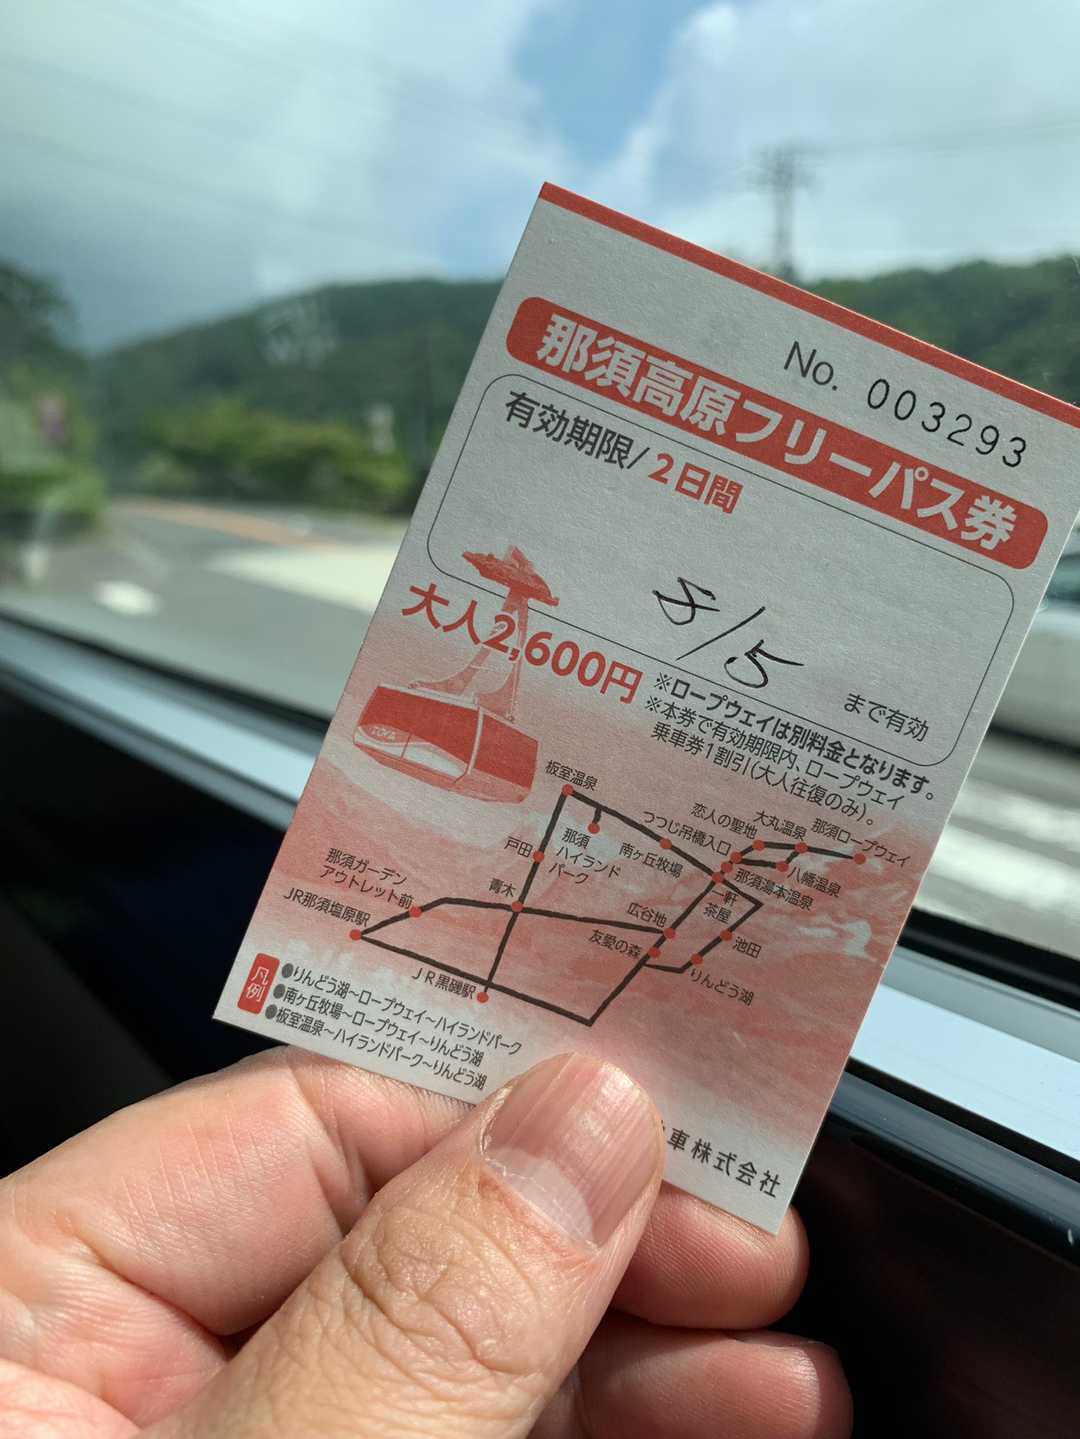 No. 003293
那須高原フリーパス券
有効期限/2日間
8/5
まで有効
大人2,600円
※ロープウェイは別料金となります。
※本券で有効期限内、ロープウェイ
乗車券1割引(大人往復のみ)。
板室温泉
恋人の聖地
大丸温泉
那須ロープウェイ
つつじ吊橋入口
那須
ハイランド
パーク
南ヶ丘牧場
八幡温泉
那須湯本温泉
戸田
一軒
茶屋
那須ガーデン
アウトレット前
青木
広谷地
池田
JR那須塩原駅
友愛の森
りんどう湖
JR黒磯駅
凡例
●りんどう湖~ロープウェイ~ハイランドパーク
●南ヶ丘牧場~ロープウェイ~りんどう湖
●板室温泉~ハイランドパーク~りんどう湖
車株式会社